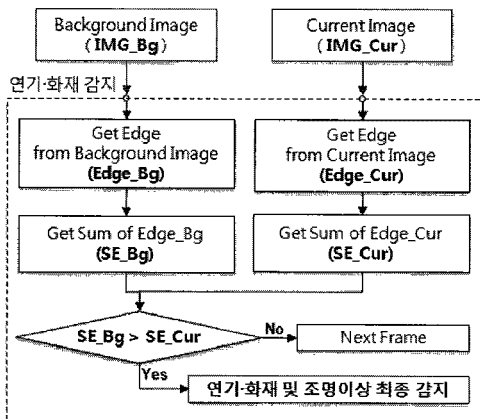 Background Image
(IMG_Bg)
Current Image
(IMG_Cur)
연기·화재 감지
Get Edge
from Background Image
(Edge_Bg)
Get Edge
from Current Image
(Edge_Cur)
Get Sum of Edge_Bg
(SE_Bg)
Get Sum of Edge_Cur
(SE_Cur)
SE_Bg > SE_Cur
No
Next Frame
Yes
연기·화재 및 조명이상 최종 감지